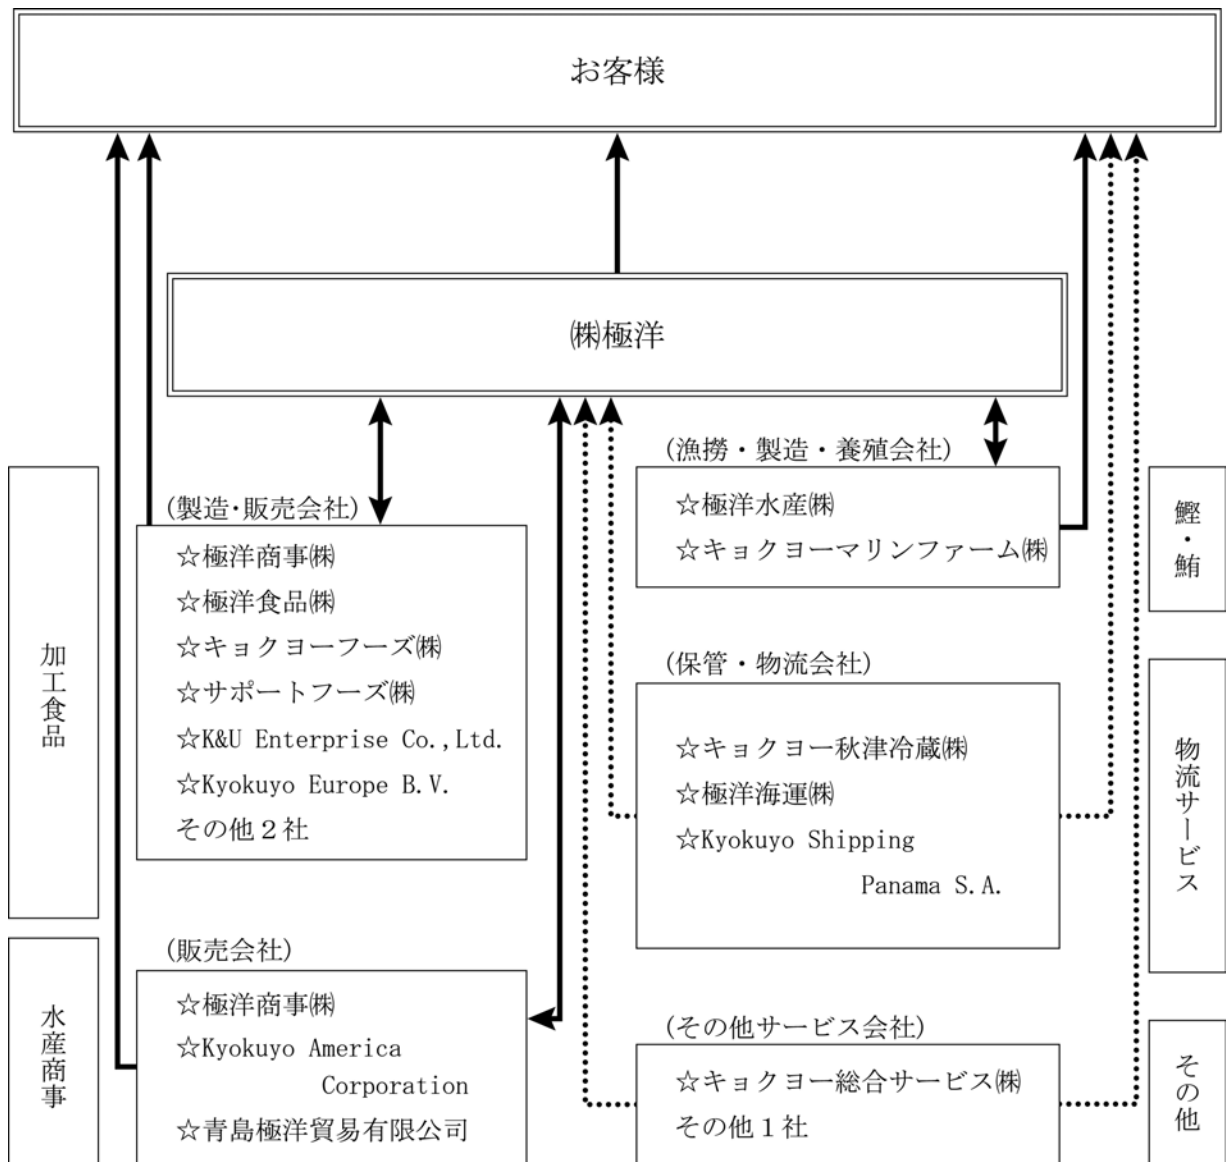 お客様
㈱極洋
加工食品
(製造・販売会社)
☆極洋商事㈱
☆極洋食品㈱
☆キョクヨーフーズ㈱
☆サポートフーズ㈱
☆K&U Enterprise Co.,Ltd.
☆Kyokuyo Europe B.V.
その他２社
水産商事
(販売会社)
☆極洋商事㈱
☆Kyokuyo America
Corporation
☆青島極洋貿易有限公司
(漁撈・製造・養殖会社)
☆極洋水産㈱
☆キョクヨーマリンファーム㈱
鰹・鮪
(保管・物流会社)
☆キョクヨー秋津冷蔵㈱
☆極洋海運㈱
☆Kyokuyo Shipping
Panama S.A.
物流サービス
(その他サービス会社)
☆キョクヨー総合サービス㈱
その他１社
その他